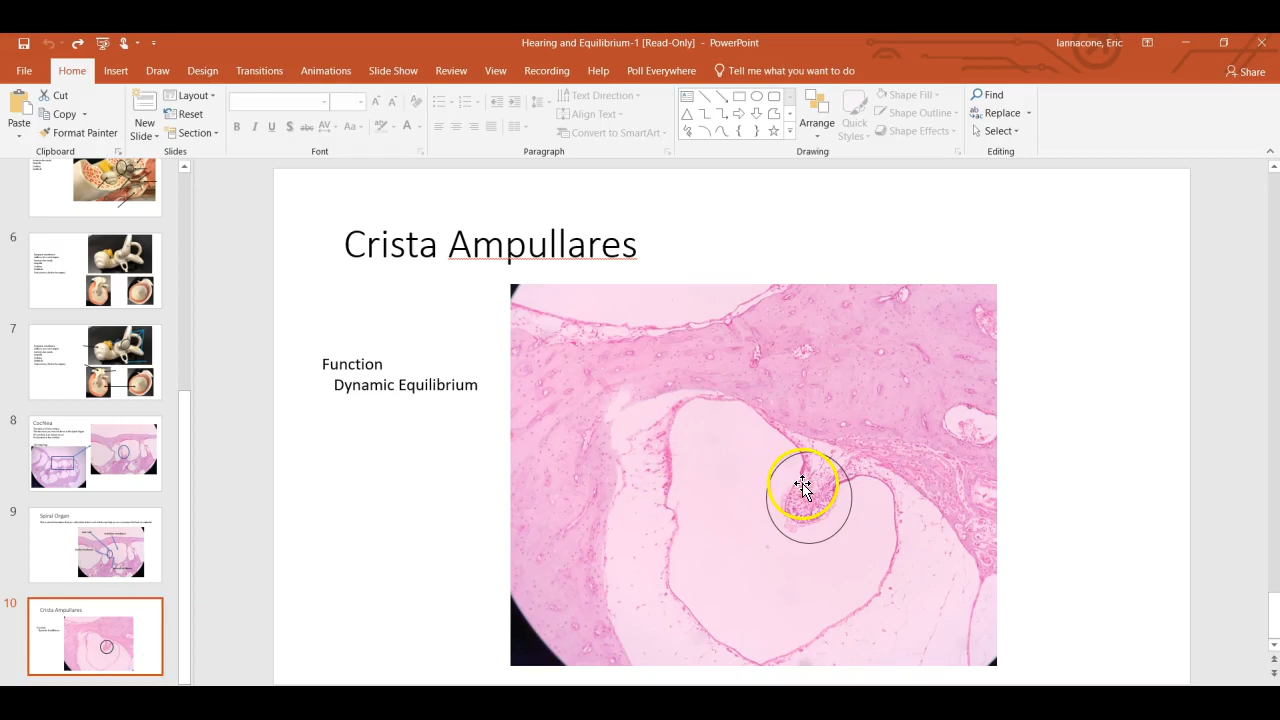 Hearing and Equilibrium-1 [Read-Only] - PowerPoint
Iannacone, Eric
File Home Insert Draw Design Transitions Animations Slide Show Review View Recording Help Poll Everywhere Tell me what you want to do
Share
Paste
Cut
Copy
Format Painter
Clipboard
New
Slide
Layout
Reset
Section
Slides
B I U S abc AV Aa A
Font
Text Direction
Align Text
Convert to SmartArt
Paragraph
Arrange
Quick
Styles
Shape Fill
Shape Outline
Shape Effects
Drawing
Find
Replace
Select
Editing
6
7
8
Cochlea
9
Spiral Organ
10
Crista Ampullares
Crista Ampullares
Function
Dynamic Equilibrium